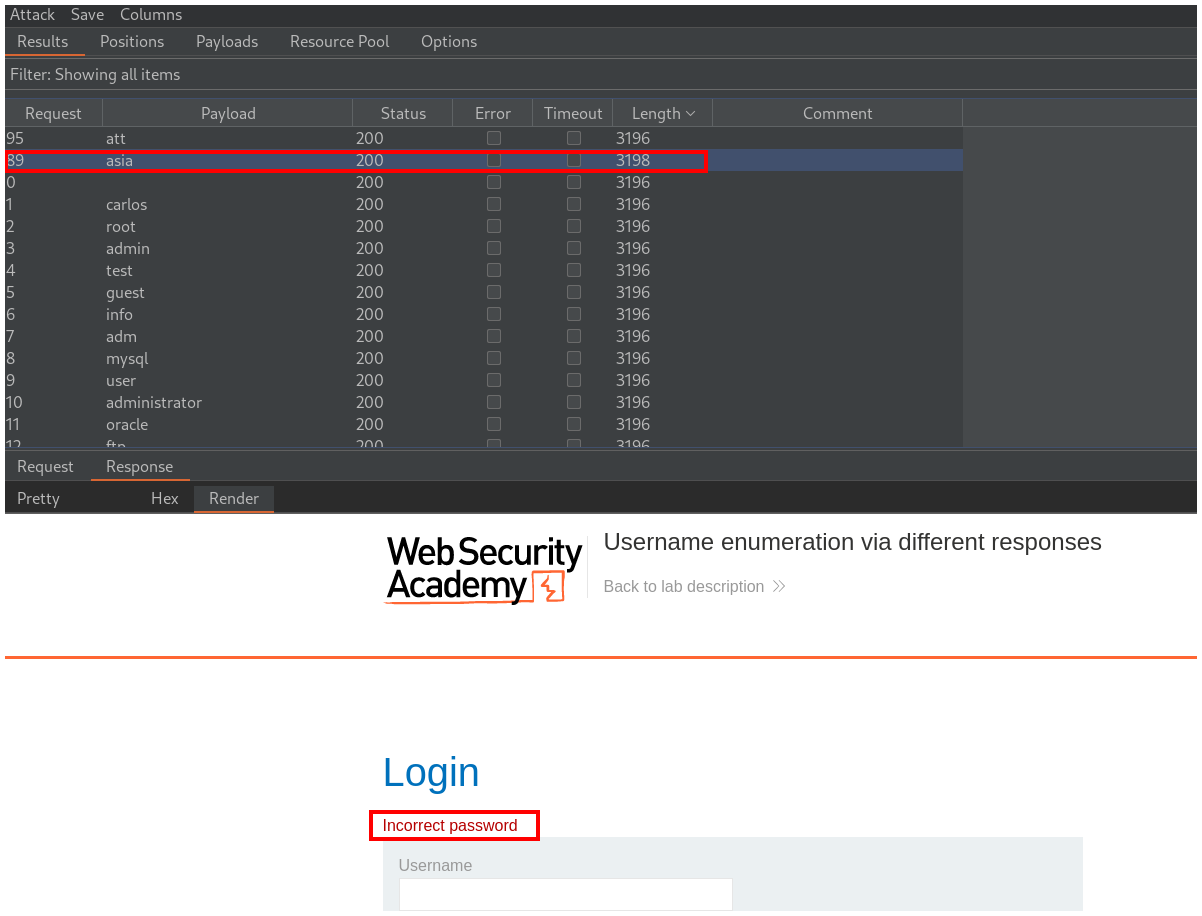 Attack Save Columns
Results Positions Payloads Resource Pool Options
Filter: Showing all items
Request Payload Status Error Timeout Length Comment
95 att 200 3196
89 asia 200 3198
0 200 3196
1 carlos 200 3196
2 root 200 3196
3 admin 200 3196
4 test 200 3196
5 guest 200 3196
6 info 200 3196
7 adm 200 3196
8 mysql 200 3196
9 user 200 3196
10 administrator 200 3196
11 oracle 200 3196
12 ftp 200 3196
Request Response
Pretty Hex Render
Web Security
Academy
Username enumeration via different responses
Back to lab description
Login
Incorrect password
Username